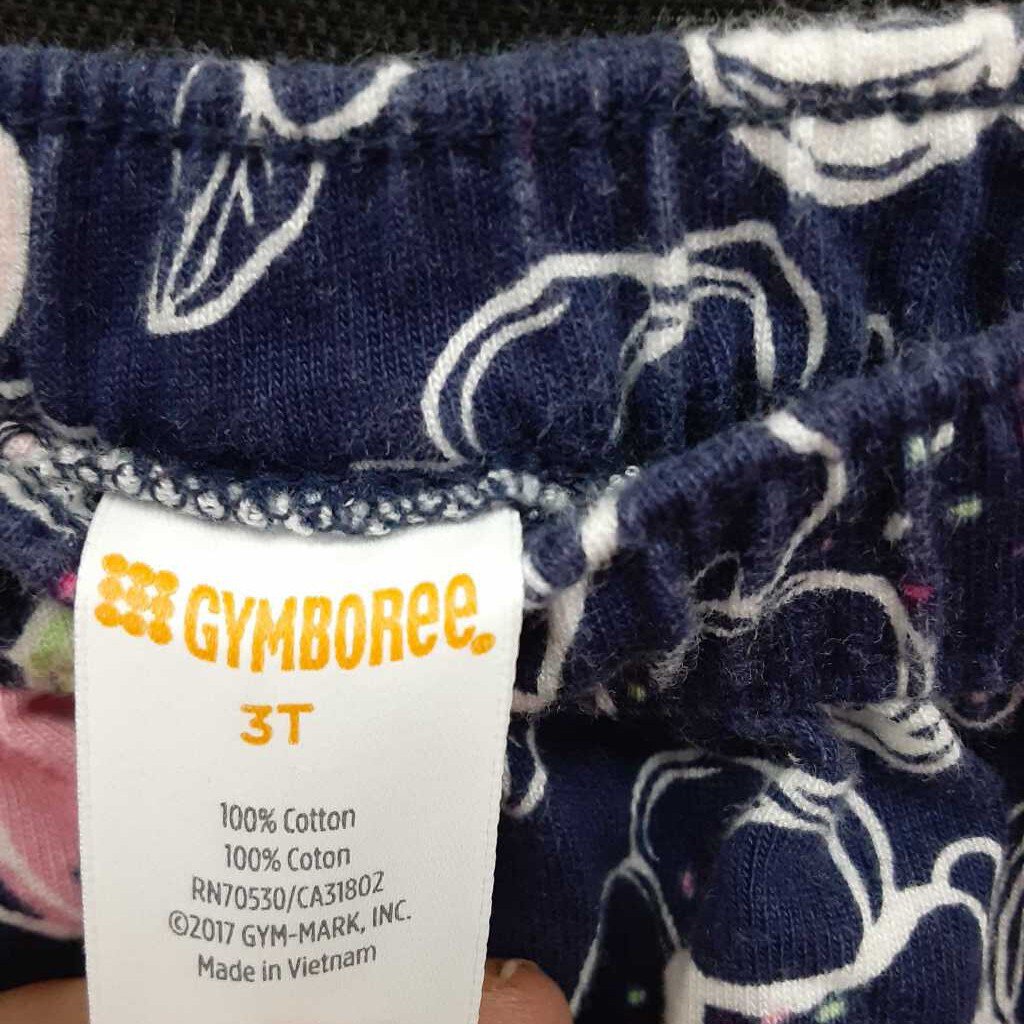 GYMBOREE®
3T
100% Cotton
100% Coton
RN70530/CA31802
©2017 GYM-MARK, INC.
Made in Vietnam